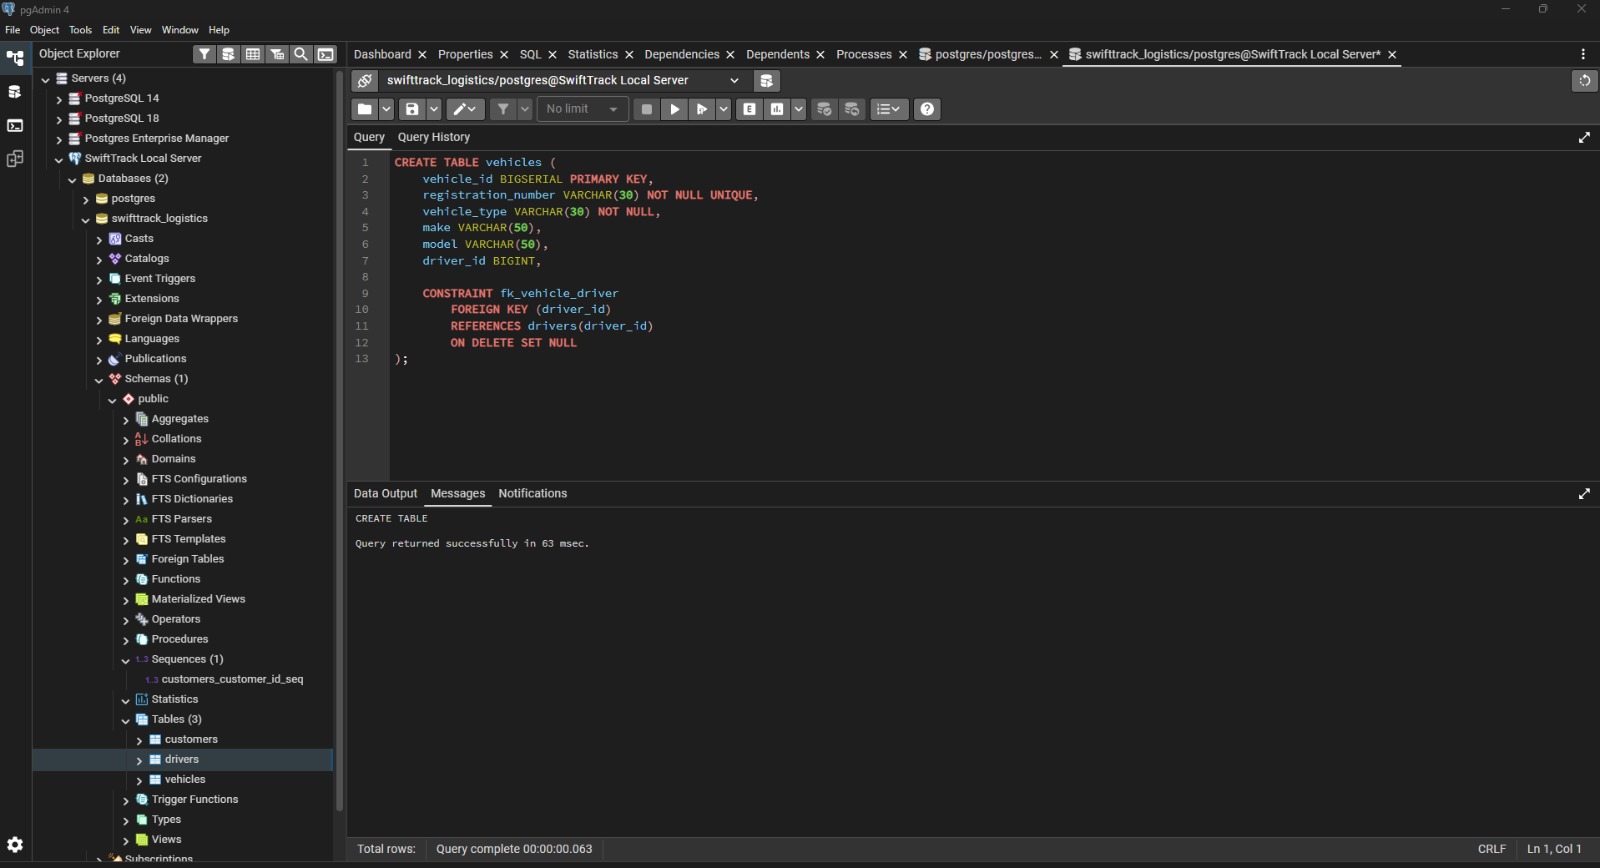 pgAdmin 4
File Object Tools Edit View Window Help
Object Explorer
Servers (4)
PostgreSQL 14
PostgreSQL 18
Postgres Enterprise Manager
SwiftTrack Local Server
Databases (2)
postgres
swifttrack_logistics
Casts
Catalogs
Event Triggers
Extensions
Foreign Data Wrappers
Languages
Publications
Schemas (1)
public
Aggregates
Collations
Domains
FTS Configurations
FTS Dictionaries
Aa FTS Parsers
FTS Templates
Foreign Tables
Functions
Materialized Views
Operators
Procedures
1..3 Sequences (1)
1..3 customers_customer_id_seq
Statistics
Tables (3)
customers
drivers
vehicles
Trigger Functions
Types
Views
Subscriptions
Dashboard Properties SQL Statistics Dependencies Dependents Processes postgres/postgres... swifttrack_logistics/postgres@SwiftTrack Local Server*
swifttrack_logistics/postgres@SwiftTrack Local Server
No limit E
Query Query History
1 CREATE TABLE vehicles (
2 vehicle_id BIGSERIAL PRIMARY KEY,
3 registration_number VARCHAR(30) NOT NULL UNIQUE,
4 vehicle_type VARCHAR(30) NOT NULL,
5 make VARCHAR(50),
6 model VARCHAR(50),
7 driver_id BIGINT,
8
9 CONSTRAINT fk_vehicle_driver
10 FOREIGN KEY (driver_id)
11 REFERENCES drivers(driver_id)
12 ON DELETE SET NULL
13 );
Data Output Messages Notifications
CREATE TABLE
Query returned successfully in 63 msec.
Total rows: Query complete 00:00:00.063 CRLF Ln 1, Col 1